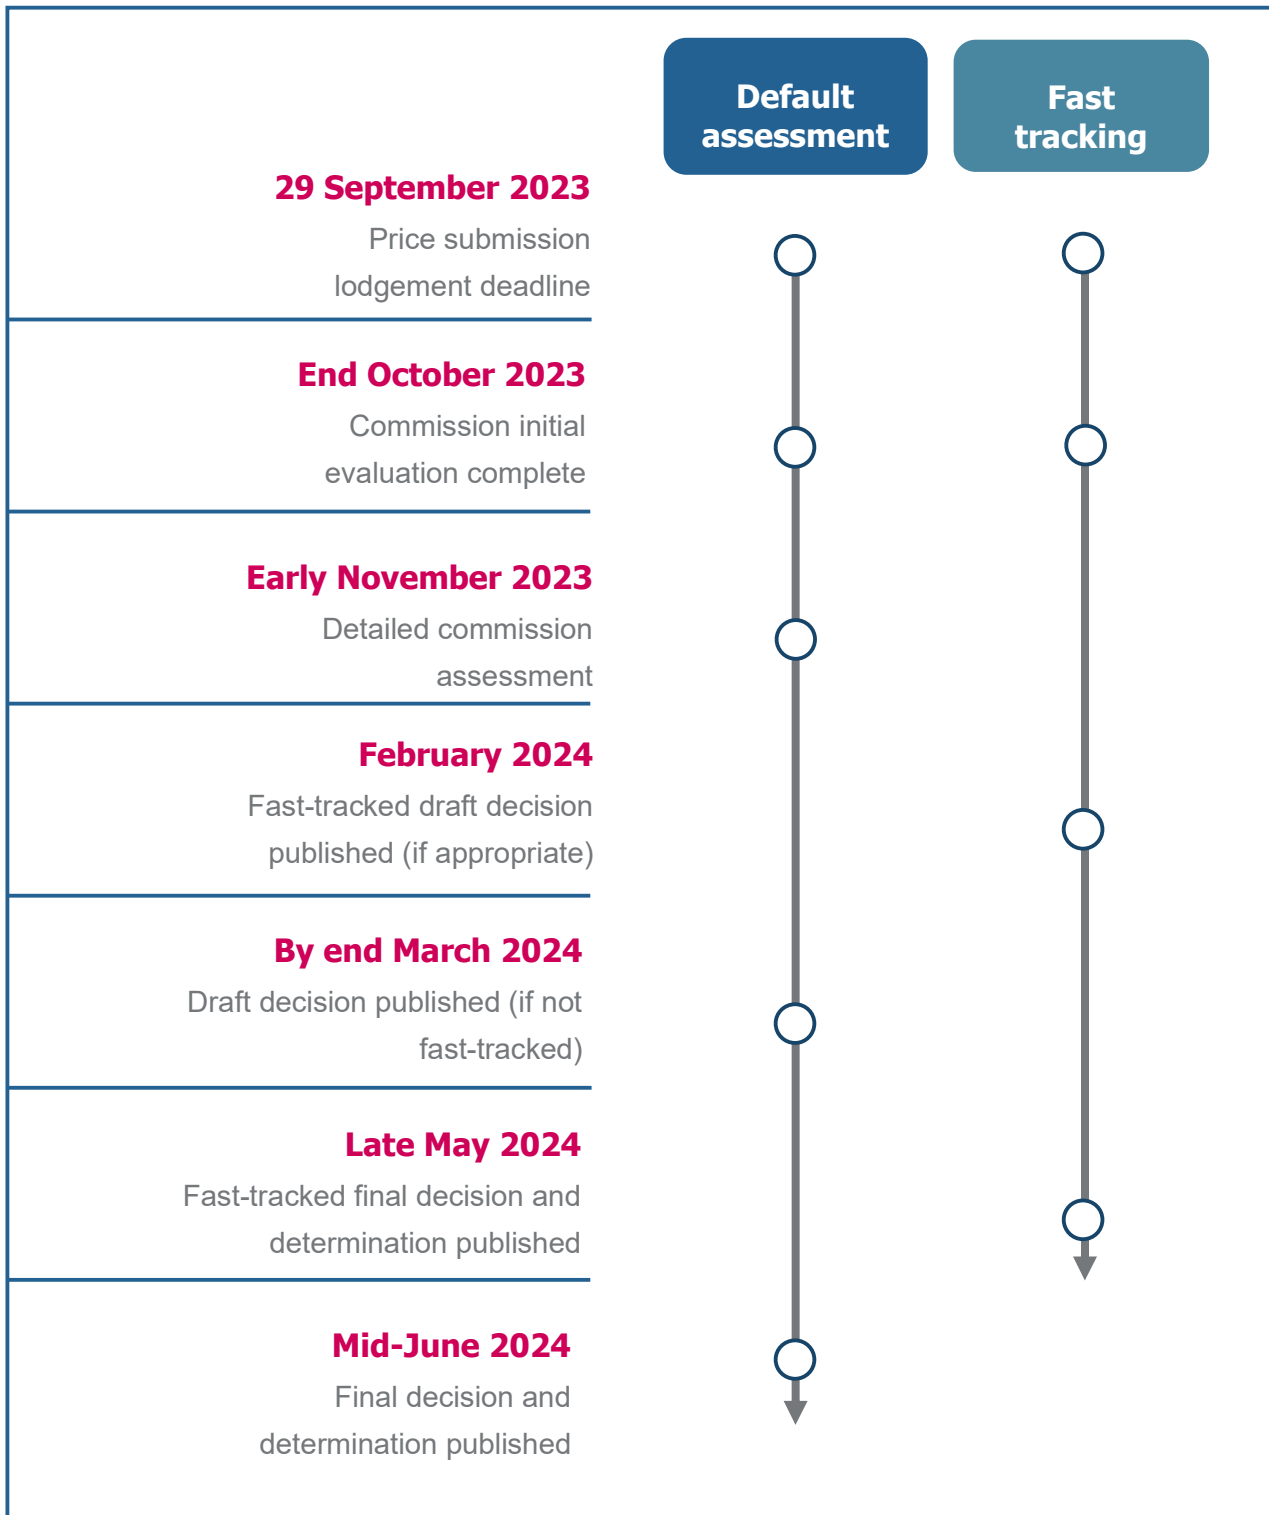 Default
assessment
Fast
tracking
29 September 2023
Price submission
lodgement deadline
End October 2023
Commission initial
evaluation complete
Early November 2023
Detailed commission
assessment
February 2024
Fast-tracked draft decision
published (if appropriate)
By end March 2024
Draft decision published (if not
fast-tracked)
Late May 2024
Fast-tracked final decision and
determination published
Mid-June 2024
Final decision and
determination published